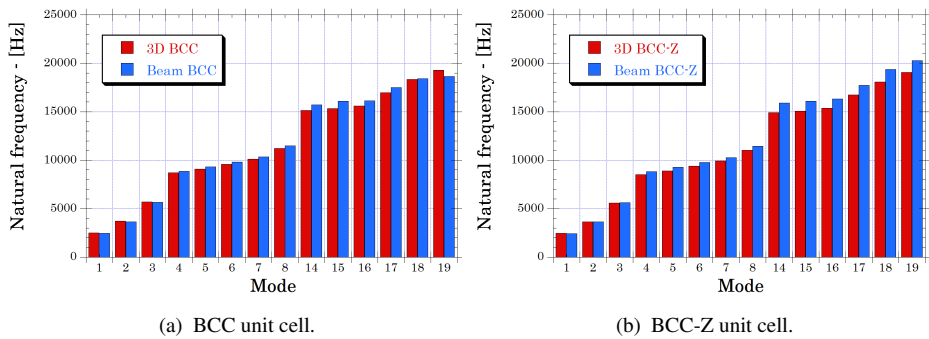 Natural frequency - [Hz]
25000
20000
15000
10000
5000
0
3D BCC
Beam BCC
1 2 3 4 5 6 7 8 14 15 16 17 18 19
Mode
(a) BCC unit cell.
Natural frequency - [Hz]
25000
20000
15000
10000
5000
0
3D BCC-Z
Beam BCC-Z
1 2 3 4 5 6 7 8 14 15 16 17 18 19
Mode
(b) BCC-Z unit cell.